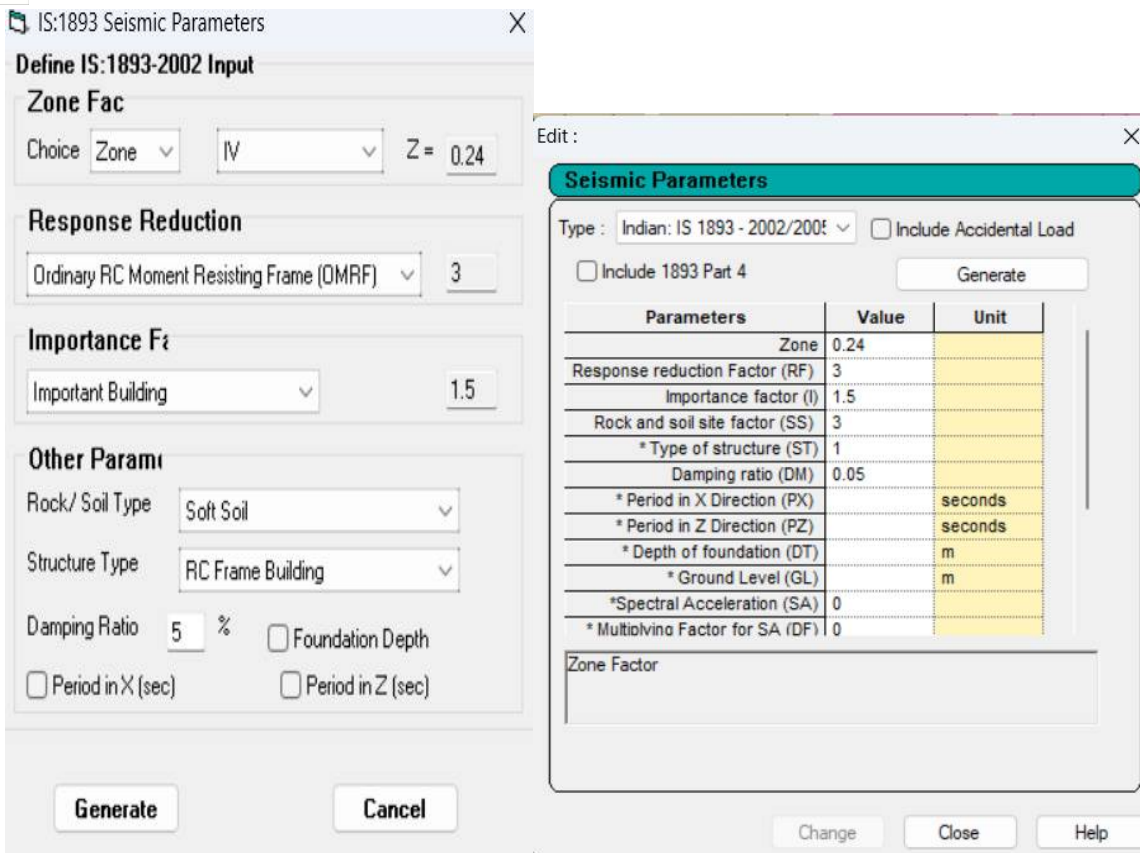 IS:1893 Seismic Parameters
Define IS:1893-2002 Input
Zone Fac
Choice Zone IV Z = 0.24
Response Reduction
Ordinary RC Moment Resisting Frame (OMRF) 3
Importance Fa
Important Building 1.5
Other Parame
Rock/ Soil Type Soft Soil
Structure Type RC Frame Building
Damping Ratio 5 % Foundation Depth
Period in X (sec) Period in Z (sec)
Generate Cancel
Edit :
Seismic Parameters
Type : Indian: IS 1893 - 2002/2005 Include Accidental Load
Include 1893 Part 4 Generate
Parameters Value Unit
Zone 0.24
Response reduction Factor (RF) 3
Importance factor (I) 1.5
Rock and soil site factor (SS) 3
* Type of structure (ST) 1
Damping ratio (DM) 0.05
* Period in X Direction (PX) seconds
* Period in Z Direction (PZ) seconds
* Depth of foundation (DT) m
* Ground Level (GL) m
*Spectral Acceleration (SA) 0
* Multiplying Factor for SA (DF) 0
Zone Factor
Change Close Help